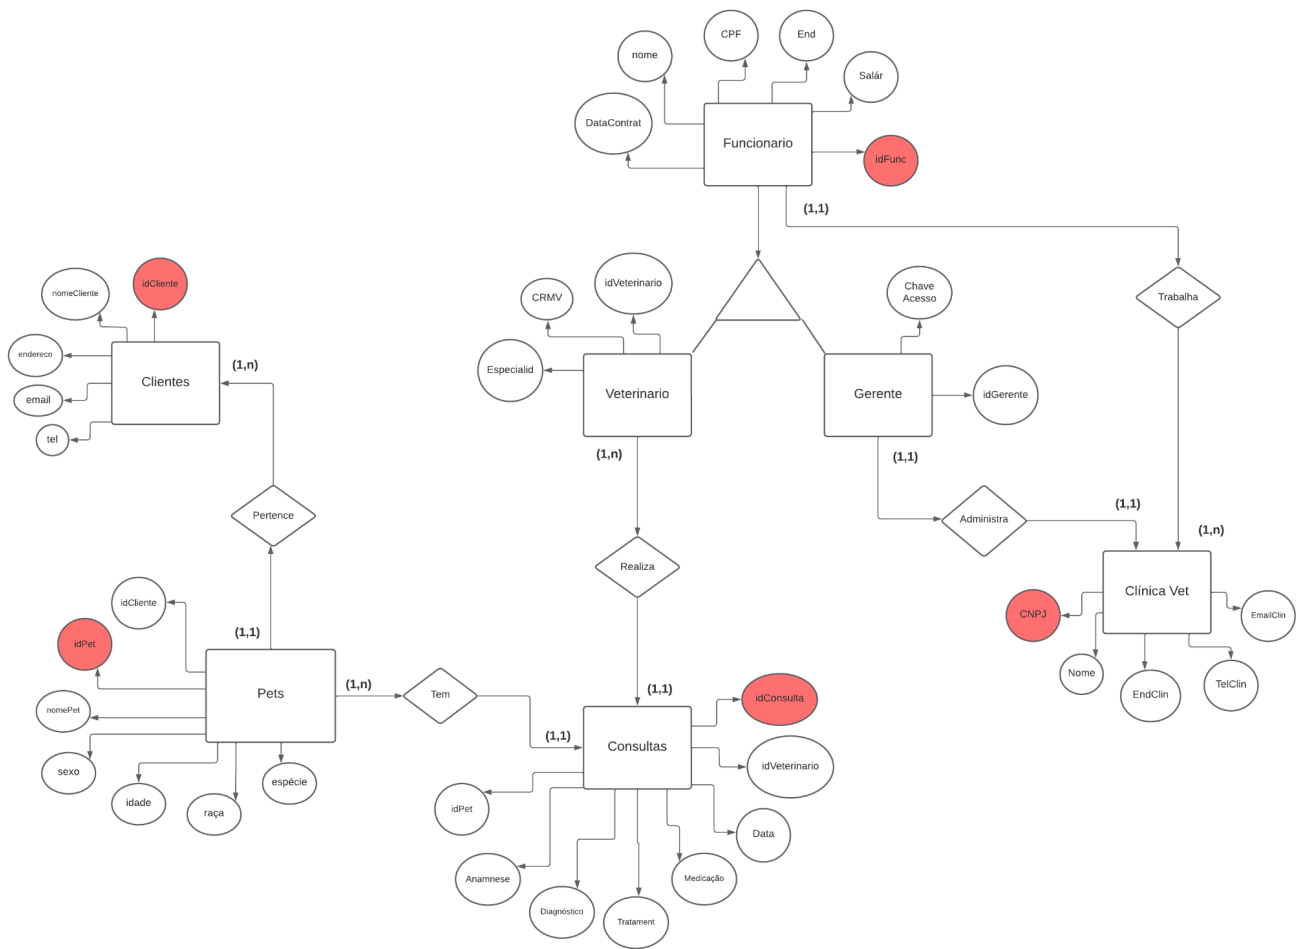 CPF
End
nome
Salár
DataContrat
Funcionario
idFunc
(1,1)
nomeCliente
idCliente
endereco
(1,n)
Clientes
email
tel
Pertence
CRMV
idVeterinario
Chave
Acesso
Trabalha
Especialid
Veterinario
Gerente
idGerente
(1,n)
(1,1)
Administra
(1,1)
(1,n)
Realiza
Clínica Vet
CNPJ
EmailClin
Nome
EndClin
TelClin
idCliente
idPet
(1,1)
Pets
(1,n)
Tem
(1,1)
(1,1)
nomePet
sexo
idade
raça
espécie
Consultas
idConsulta
idVeterinario
idPet
Data
Anamnese
Medicação
Diagnóstico
Tratament